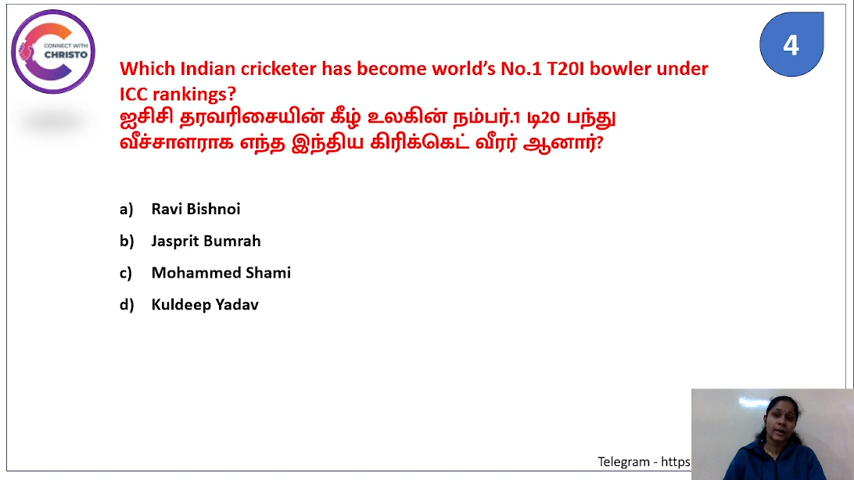 CONNECT WITH
CHRISTO
4
Which Indian cricketer has become world's No.1 T20I bowler under
ICC rankings?
ஐசிசி தரவரிசையின் கீழ் உலகின் நம்பர்.1 டி20 பந்து
வீச்சாளராக எந்த இந்திய கிரிக்கெட் வீரர் ஆனார்?
a) Ravi Bishnoi
b) Jasprit Bumrah
c) Mohammed Shami
d) Kuldeep Yadav
Telegram - https